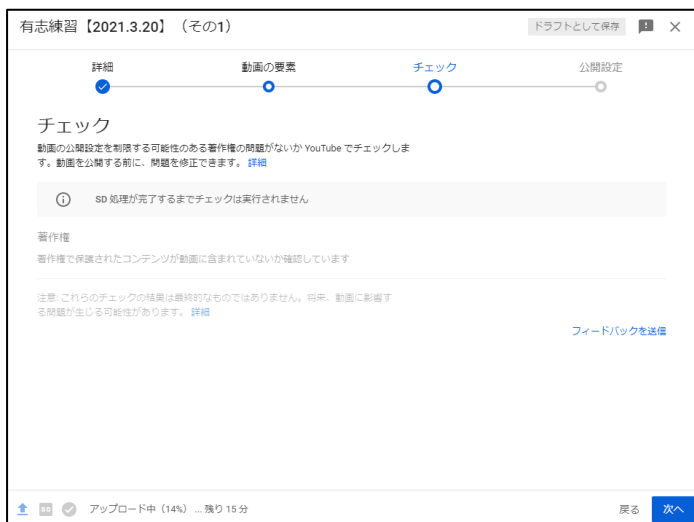 有志練習【2021.3.20】（その1）
ドラフトとして保存
詳細
動画の要素
チェック
公開設定
チェック
動画の公開設定を制限する可能性のある著作権の問題がないか YouTube でチェックしま
す。動画を公開する前に、問題を修正できます。 詳細
SD 処理が完了するまでチェックは実行されません
著作権
著作権で保護されたコンテンツが動画に含まれていないか確認しています
注意: これらのチェックの結果は最終的なものではありません。将来、動画に影響す
る問題が生じる可能性があります。 詳細
フィードバックを送信
SD
アップロード中（14%）... 残り 15 分
戻る
次へ